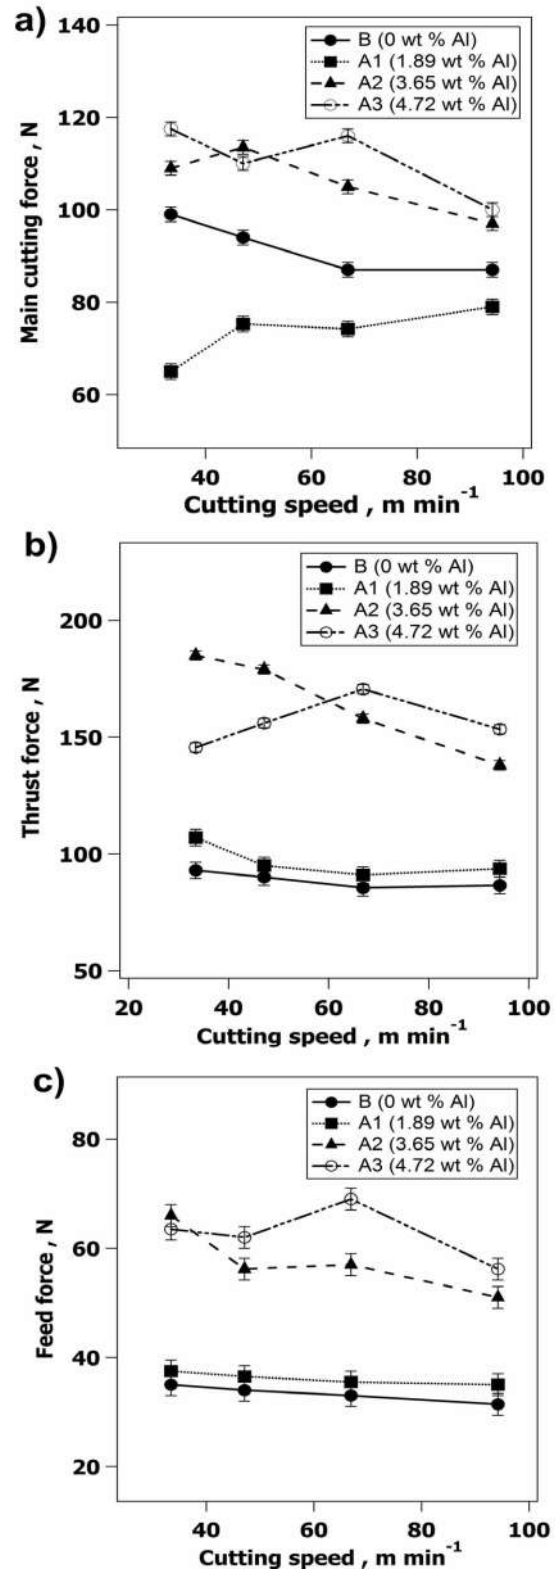 a)
140
120
100
80
60
Main cutting force , N
B (0 wt % Al)
A1 (1.89 wt % Al)
A2 (3.65 wt % Al)
A3 (4.72 wt % Al)
40 60 80 100
Cutting speed , m min-1
b)
200
150
100
50
Thrust force , N
B (0 wt % Al)
A1 (1.89 wt % Al)
A2 (3.65 wt % Al)
A3 (4.72 wt % Al)
20 40 60 80 100
Cutting speed , m min-1
c)
80
60
40
20
Feed force , N
B (0 wt % Al)
A1 (1.89 wt % Al)
A2 (3.65 wt % Al)
A3 (4.72 wt % Al)
40 60 80 100
Cutting speed , m min-1